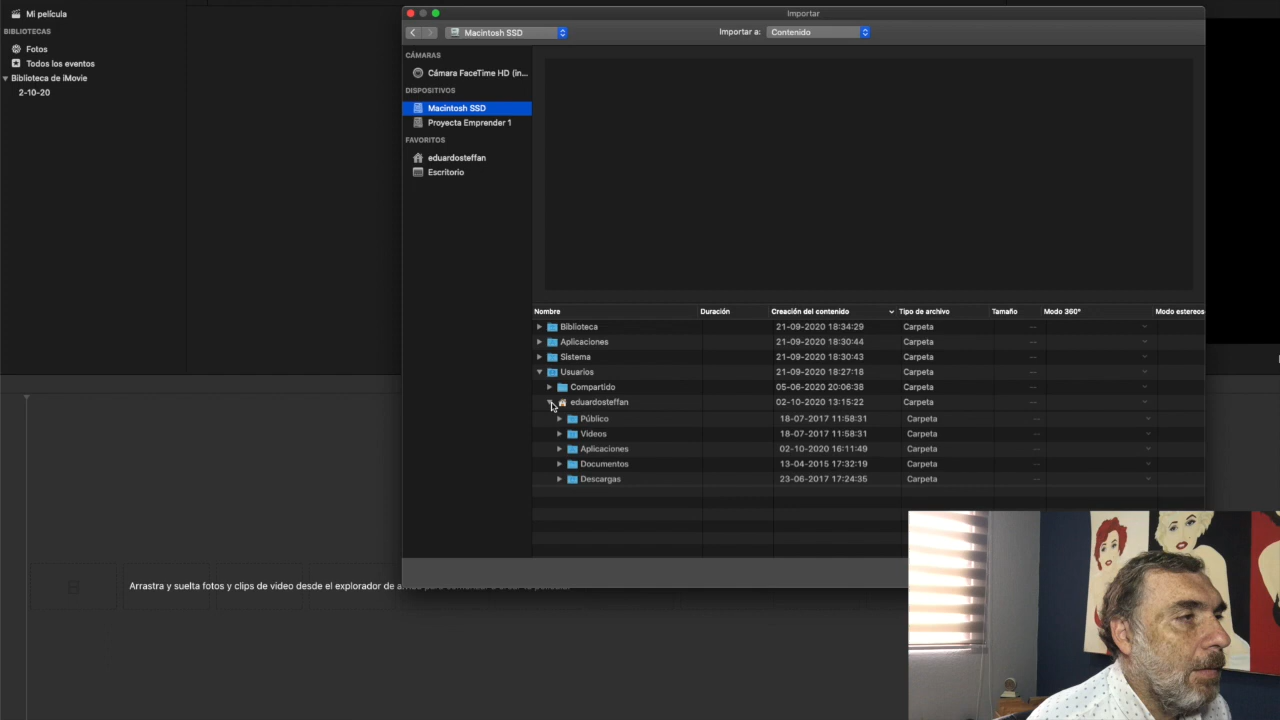 Mi película
BIBLIOTECAS
Fotos
Todos los eventos
Biblioteca de iMovie
2-10-20
Importar
Macintosh SSD
Importar a: Contenido
CÁMARAS
Cámara FaceTime HD (in...
DISPOSITIVOS
Macintosh SSD
Proyecta Emprender 1
FAVORITOS
eduardosteffan
Escritorio
Nombre Duración Creación del contenido Tipo de archivo Tamaño Modo 360° Modo estereos
Biblioteca 21-09-2020 18:34:29 Carpeta --
Aplicaciones 21-09-2020 18:30:44 Carpeta --
Sistema 21-09-2020 18:30:43 Carpeta --
Usuarios 21-09-2020 18:27:18 Carpeta --
Compartido 05-06-2020 20:06:38 Carpeta --
eduardosteffan 02-10-2020 13:15:22 Carpeta --
Público 18-07-2017 11:58:31 Carpeta --
Videos 18-07-2017 11:58:31 Carpeta --
Aplicaciones 02-10-2020 16:11:49 Carpeta --
Documentos 13-04-2015 17:32:19 Carpeta --
Descargas 23-06-2017 17:24:35 Carpeta --
Arrastra y suelta fotos y clips de video desde el explorador de